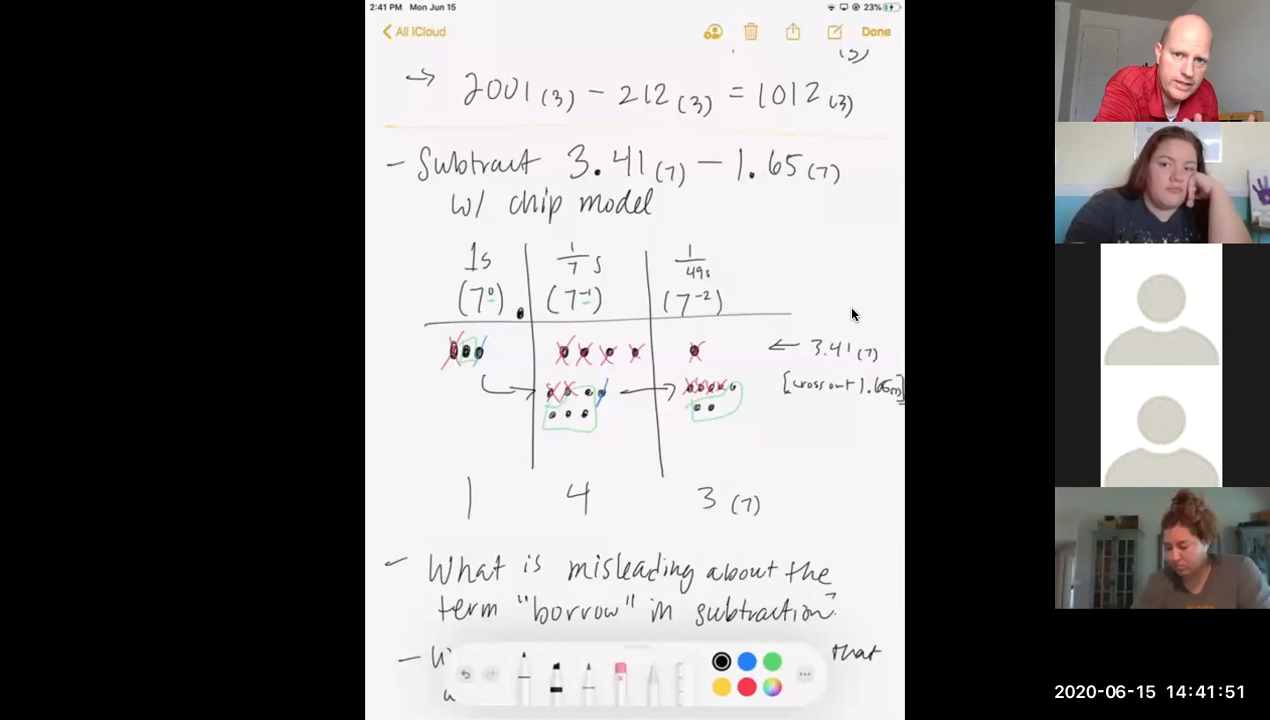 2:41 PM Mon Jun 15 23%
All iCloud Done
(3)
→ 2001(3) – 212(3) = 1012(3)
– Subtract 3.41(7) – 1.65(7)
w/ chip model
1s 1/7 s 1/49s
(7⁰) . (7⁻¹) (7⁻²)
← 3.41(7)
[cross out 1.65(7)]
1 4 3(7)
– What is misleading about the
term "borrow" in subtraction?
– that
2020-06-15 14:41:51